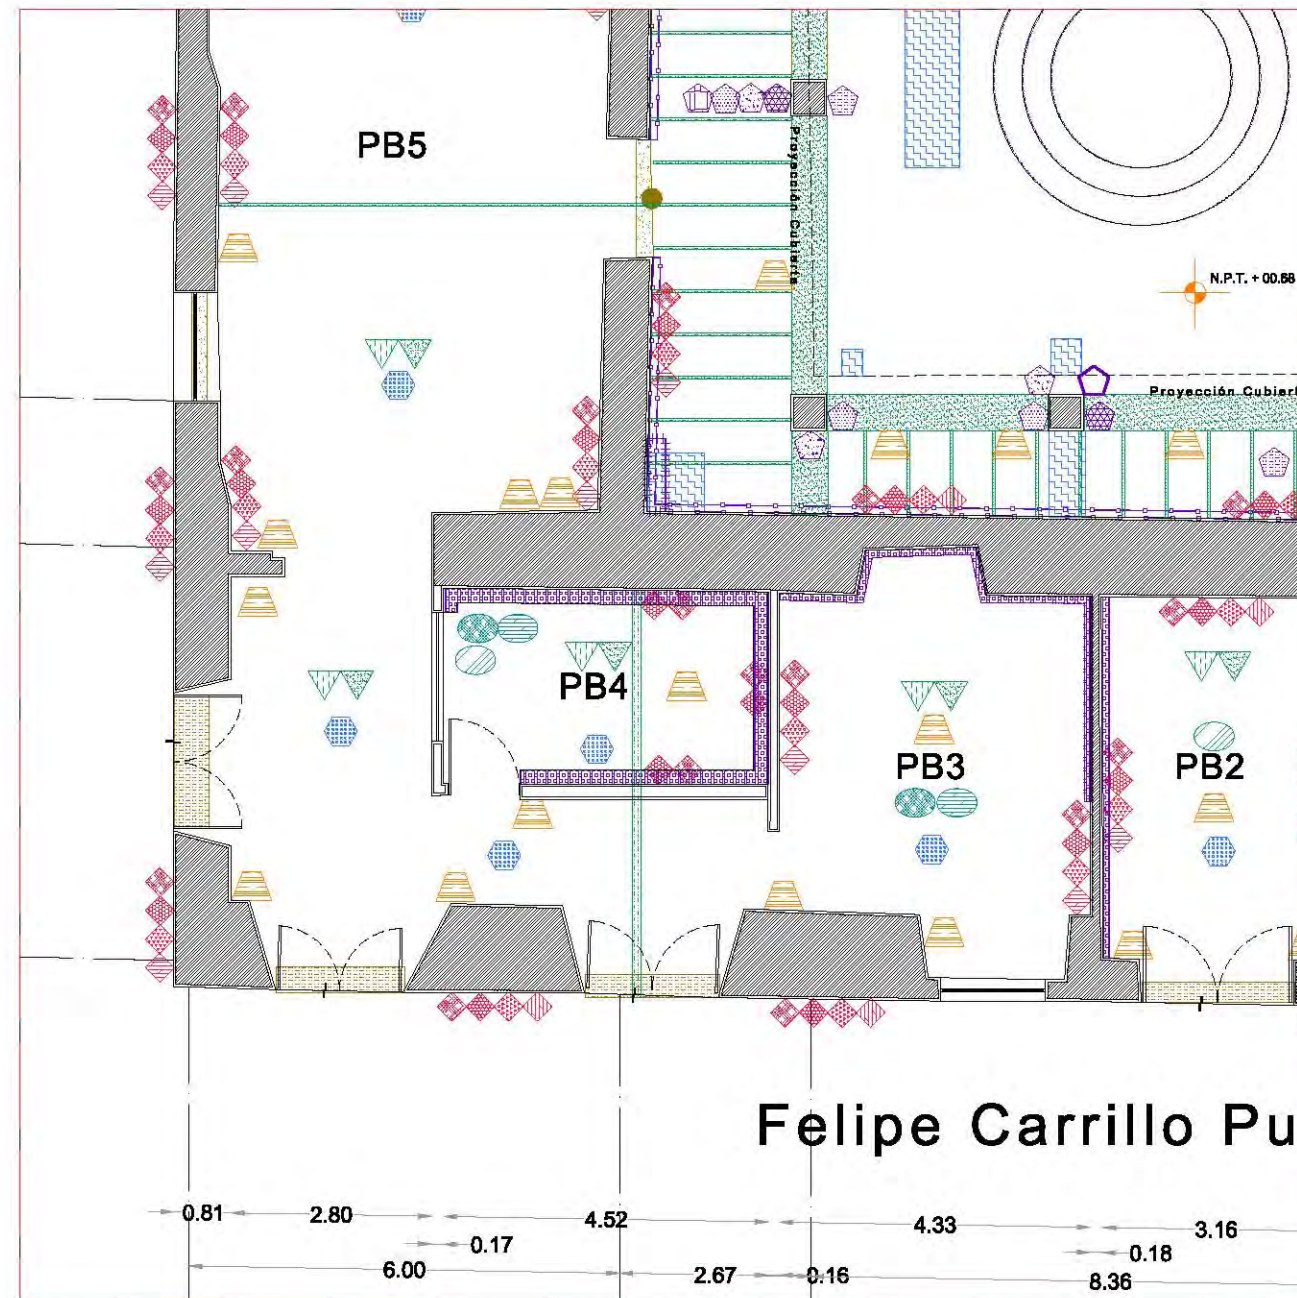 PB5
Proyección Cubierta
N.P.T. + 00.68
Proyección Cubiert
PB4
PB3
PB2
Felipe Carrillo Pu
0.81 2.80 4.52 4.33 3.16
0.17 0.18
6.00 2.67 0.16 8.36